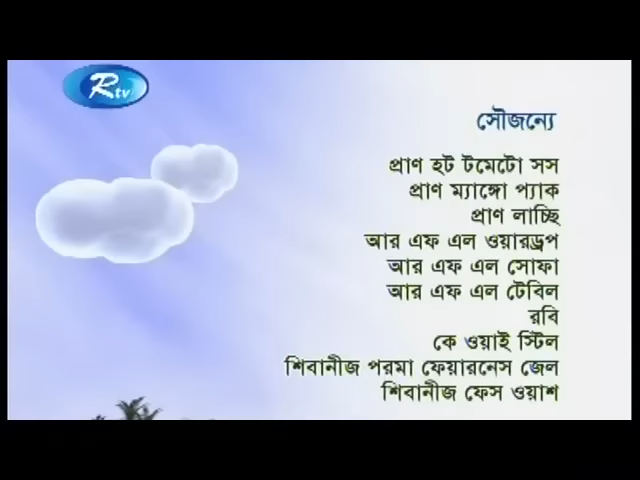 Rtv
সৌজন্যে
প্রাণ হট টমেটো সস
প্রাণ ম্যাঙ্গো প্যাক
প্রাণ লাচ্ছি
আর এফ এল ওয়ারড্রপ
আর এফ এল সোফা
আর এফ এল টেবিল
রবি
কে ওয়াই স্টিল
শিবানীজ পরমা ফেয়ারনেস জেল
শিবানীজ ফেস ওয়াশ